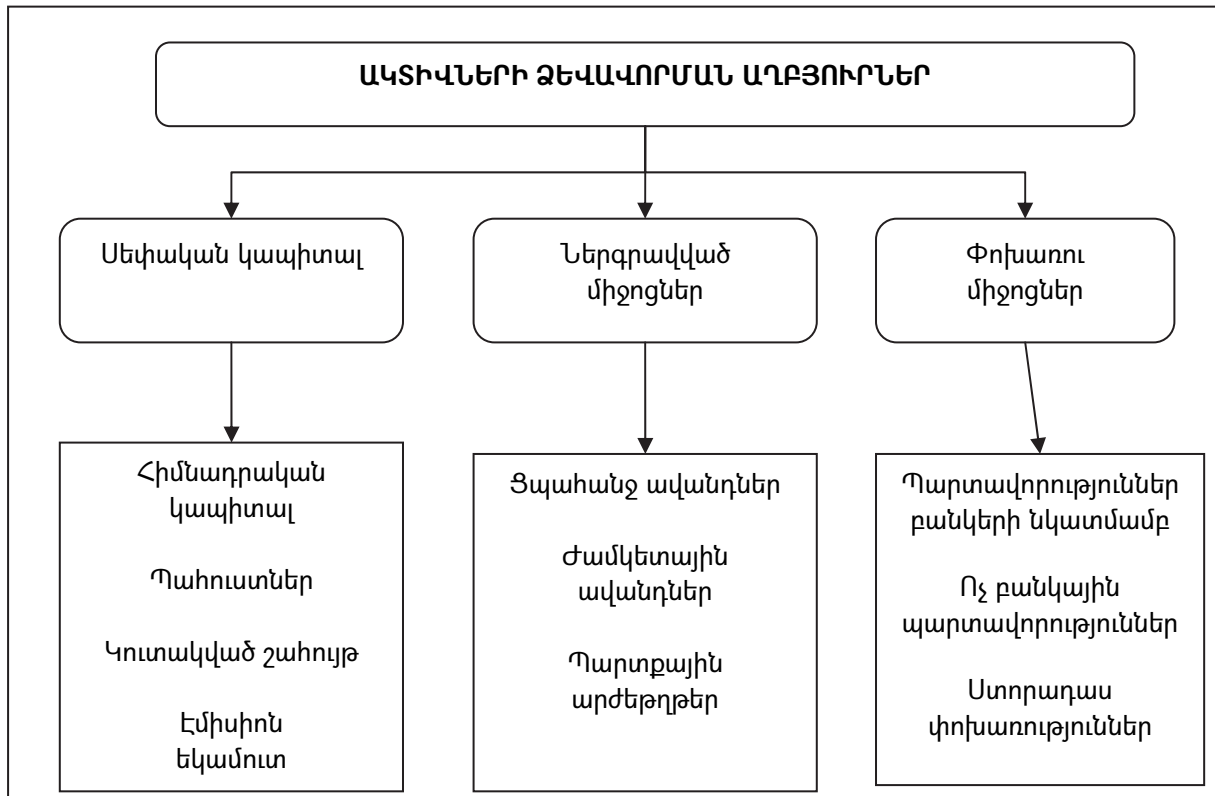 ԱԿՏԻՎՆԵՐԻ ՁԵՎԱՎՈՐՄԱՆ ԱՂԲՅՈՒՐՆԵՐ
Սեփական կապիտալ
Ներգրավված
միջոցներ
Փոխառու
միջոցներ
Հիմնադրական
կապիտալ
Պահուստներ
Կուտակված շահույթ
Էմիսիոն
եկամուտ
Ցպահանջ ավանդներ
Ժամկետային
ավանդներ
Պարտքային
արժեթղթեր
Պարտավորություններ
բանկերի նկատմամբ
Ոչ բանկային
պարտավորություններ
Ստորադաս
փոխառություններ